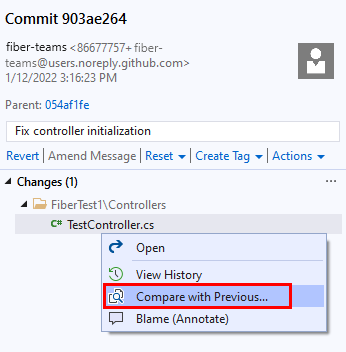 Commit 903ae264
fiber-teams <86677757+fiber-
teams@users.noreply.github.com>
1/12/2022 3:16:23 PM
Parent: 054af1fe
Fix controller initialization
Revert | Amend Message | Reset | Create Tag | Actions
Changes (1) ...
FiberTest1\Controllers
C# TestController.cs
Open
View History
Compare with Previous...
Blame (Annotate)